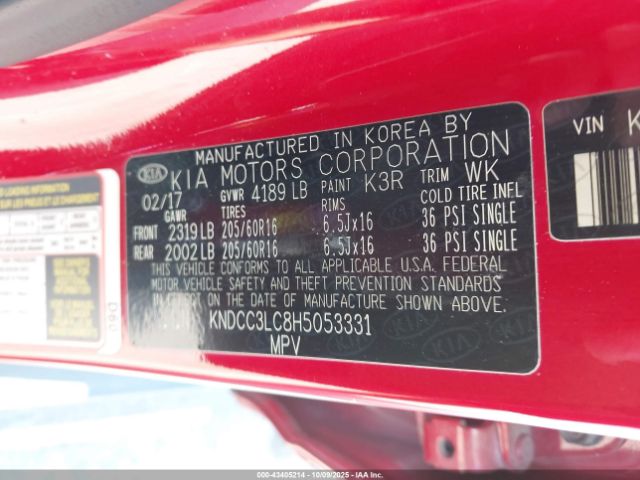 MANUFACTURED IN KOREA BY
KIA KIA MOTORS CORPORATION
02/17 GVWR 4189 LB PAINT K3R TRIM WK
GAWR TIRES RIMS COLD TIRE INFL
FRONT 2319 LB 205/60R16 6.5Jx16 36 PSI SINGLE
REAR 2002 LB 205/60R16 6.5Jx16 36 PSI SINGLE
THIS VEHICLE CONFORMS TO ALL APPLICABLE U.S.A. FEDERAL
MOTOR VEHICLE SAFETY AND THEFT PREVENTION STANDARDS
IN EFFECT ON THE DATE OF MANUFACTURE SHOWN ABOVE.
KNDCC3LC8H5053331
MPV
VIN K
000-43405214 - 10/09/2025 - IAA Inc.